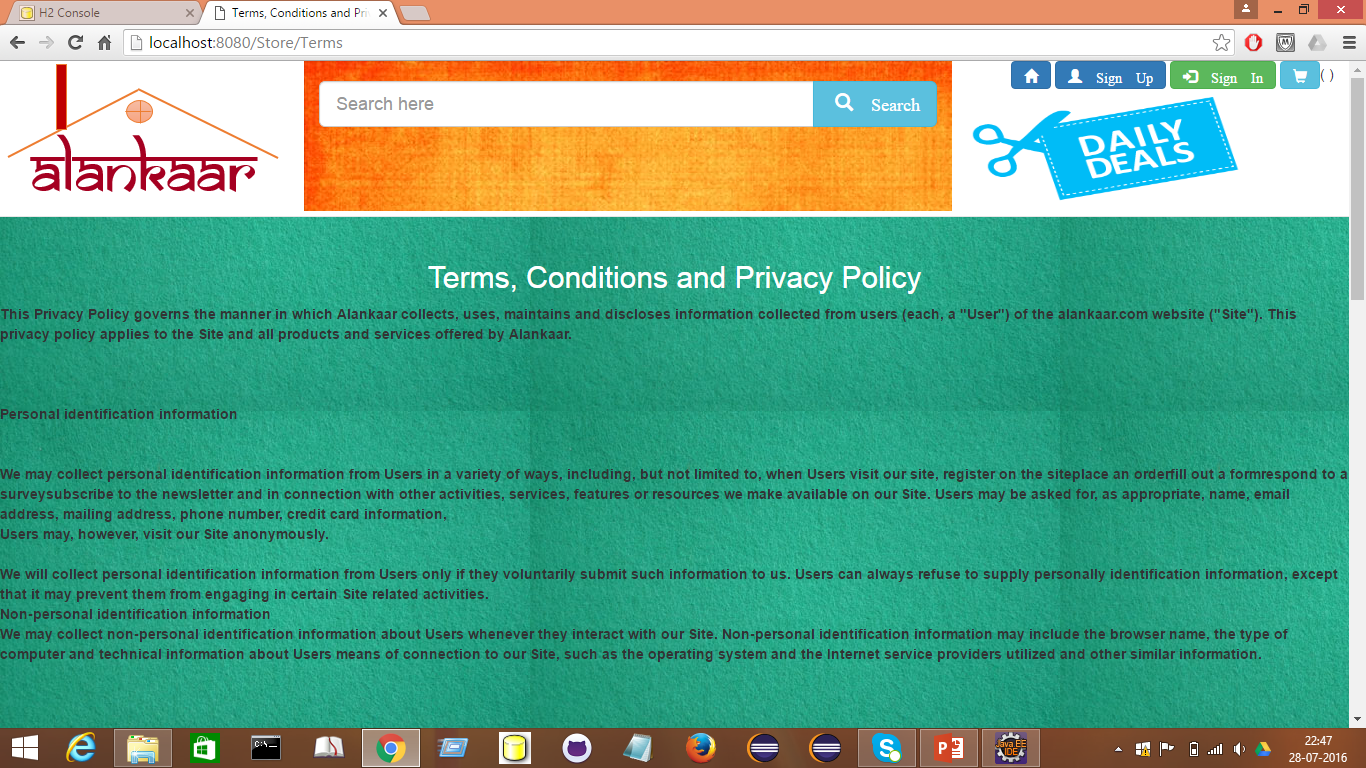 H2 Console
Terms, Conditions and Pri
localhost:8080/Store/Terms
alankaar
Search here
Search
Sign Up
Sign In
( )
DAILY
DEALS
Terms, Conditions and Privacy Policy
This Privacy Policy governs the manner in which Alankaar collects, uses, maintains and discloses information collected from users (each, a "User") of the alankaar.com website ("Site"). This
privacy policy applies to the Site and all products and services offered by Alankaar.
Personal identification information
We may collect personal identification information from Users in a variety of ways, including, but not limited to, when Users visit our site, register on the siteplace an orderfill out a formrespond to a
surveysubscribe to the newsletter and in connection with other activities, services, features or resources we make available on our Site. Users may be asked for, as appropriate, name, email
address, mailing address, phone number, credit card information,
Users may, however, visit our Site anonymously.
We will collect personal identification information from Users only if they voluntarily submit such information to us. Users can always refuse to supply personally identification information, except
that it may prevent them from engaging in certain Site related activities.
Non-personal identification information
We may collect non-personal identification information about Users whenever they interact with our Site. Non-personal identification information may include the browser name, the type of
computer and technical information about Users means of connection to our Site, such as the operating system and the Internet service providers utilized and other similar information.
C:\_
Java EE
IDE
22:47
28-07-2016